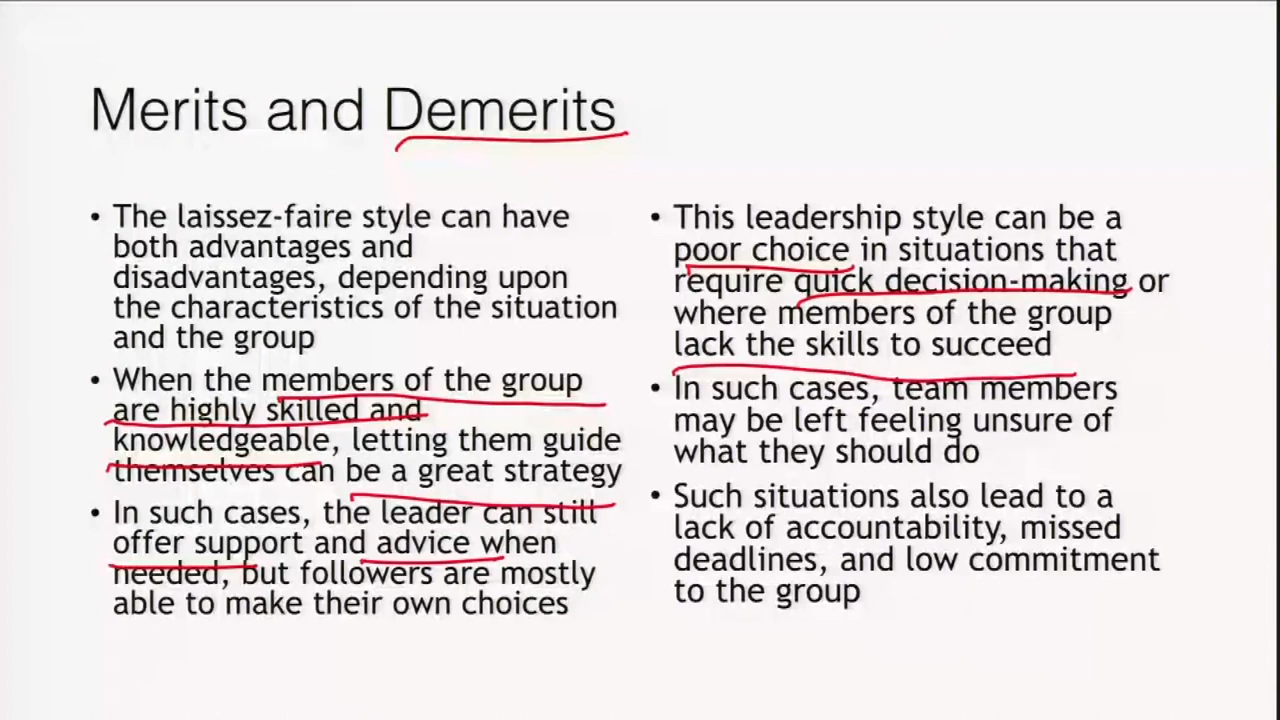 Merits and Demerits
• The laissez-faire style can have
both advantages and
disadvantages, depending upon
the characteristics of the situation
and the group
• When the members of the group
are highly skilled and
knowledgeable, letting them guide
themselves can be a great strategy
• In such cases, the leader can still
offer support and advice when
needed, but followers are mostly
able to make their own choices
• This leadership style can be a
poor choice in situations that
require quick decision-making or
where members of the group
lack the skills to succeed
• In such cases, team members
may be left feeling unsure of
what they should do
• Such situations also lead to a
lack of accountability, missed
deadlines, and low commitment
to the group